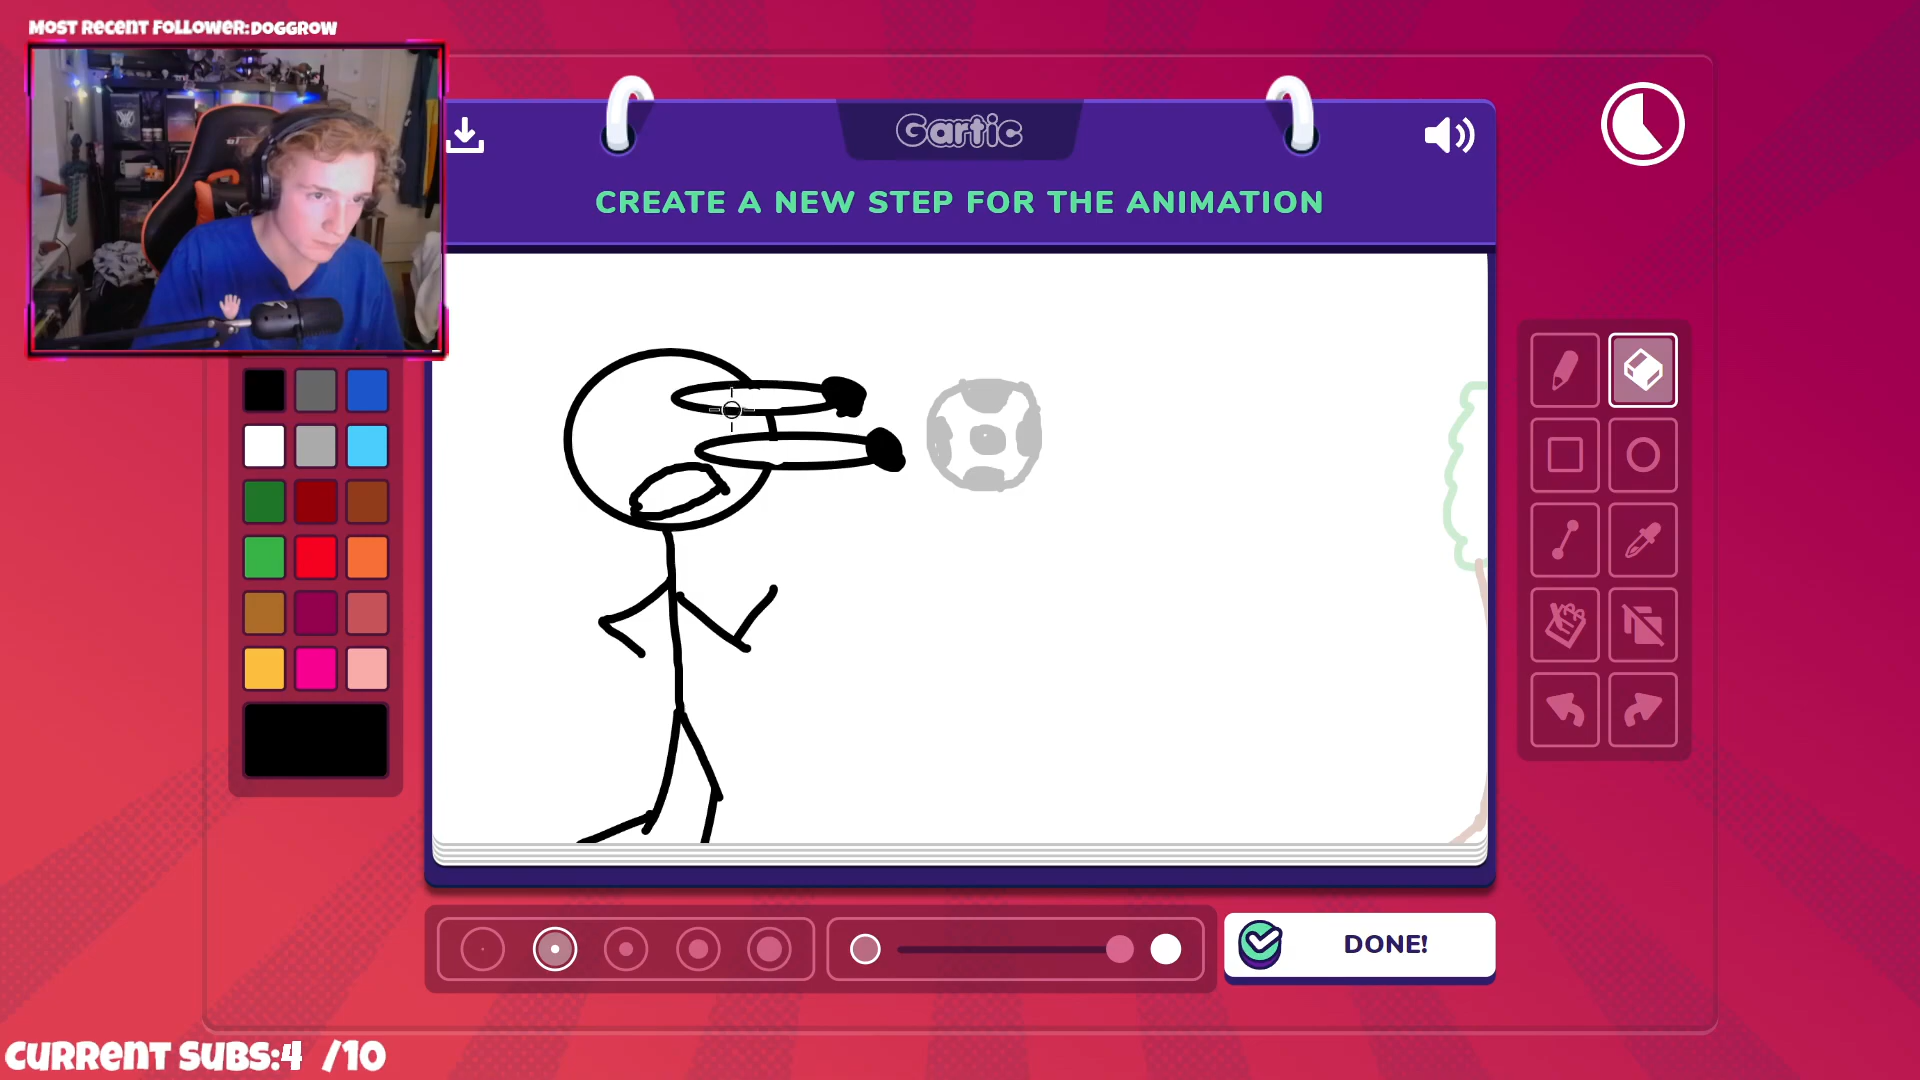 MOST RECENT FOLLOWER:DOGGROW
Gartic
CREATE A NEW STEP FOR THE ANIMATION
DONE!
CURRENT SUBS:4 /10